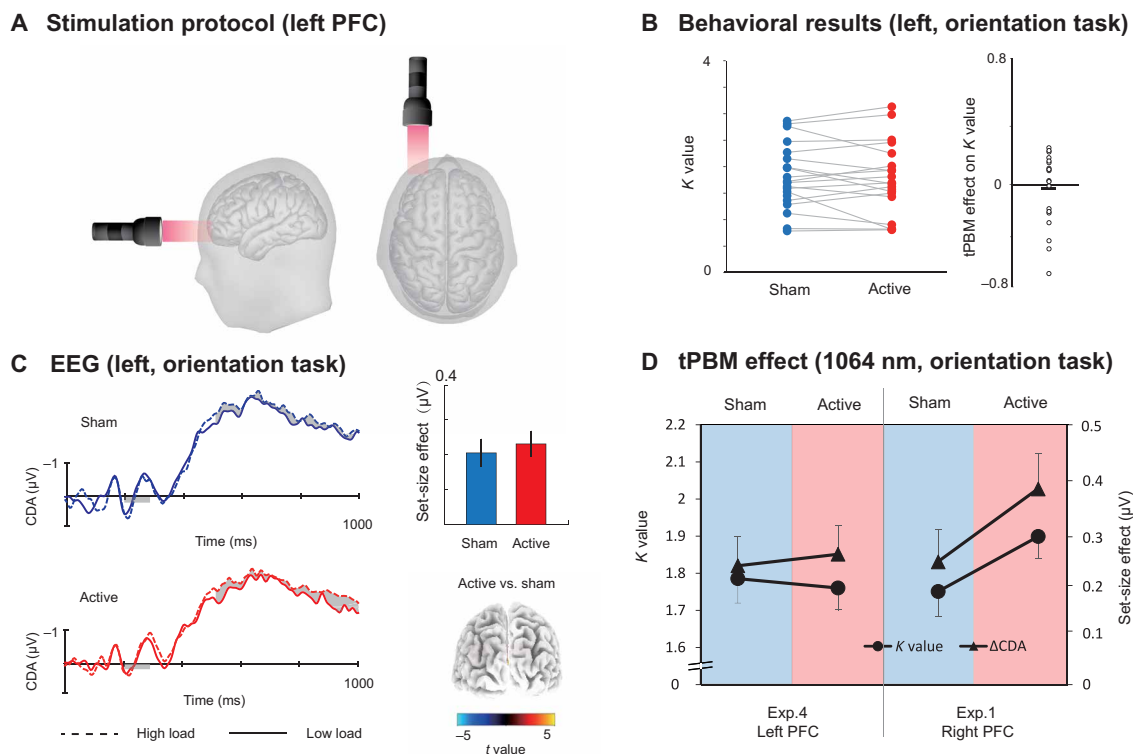 A Stimulation protocol (left PFC)
B Behavioral results (left, orientation task)
4
K value
0
Sham
Active
0.8
tPBM effect on K value
0
−0.8
C EEG (left, orientation task)
Sham
−1
CDA (μV)
1000
Time (ms)
Active
−1
CDA (μV)
1000
Time (ms)
High load
Low load
0.4
Set-size effect (μV)
Sham
Active
Active vs. sham
−5
5
t value
D tPBM effect (1064 nm, orientation task)
Sham
Active
Sham
Active
2.2
2.1
2
1.9
1.8
1.7
1.6
0
K value
0.5
0.4
0.3
0.2
0.1
0
Set-size effect (μV)
K value
ΔCDA
Exp.4
Left PFC
Exp.1
Right PFC